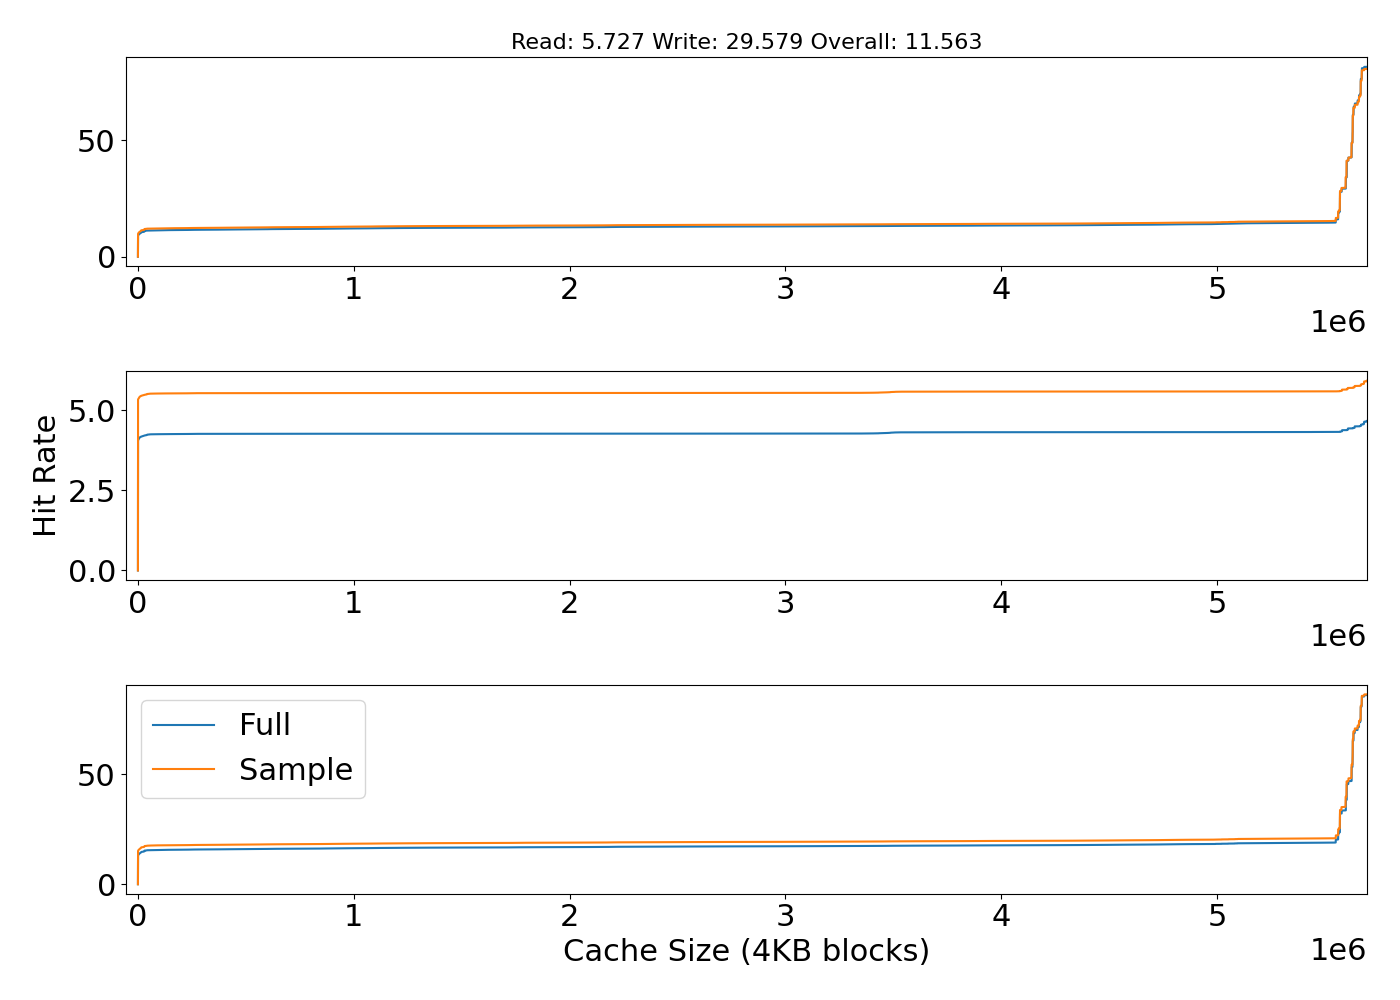 Read: 5.727 Write: 29.579 Overall: 11.563
50
0
0 1 2 3 4 5
1e6
Hit Rate
5.0
2.5
0.0
0 1 2 3 4 5
1e6
Full
Sample
50
0
0 1 2 3 4 5
Cache Size (4KB blocks)
1e6